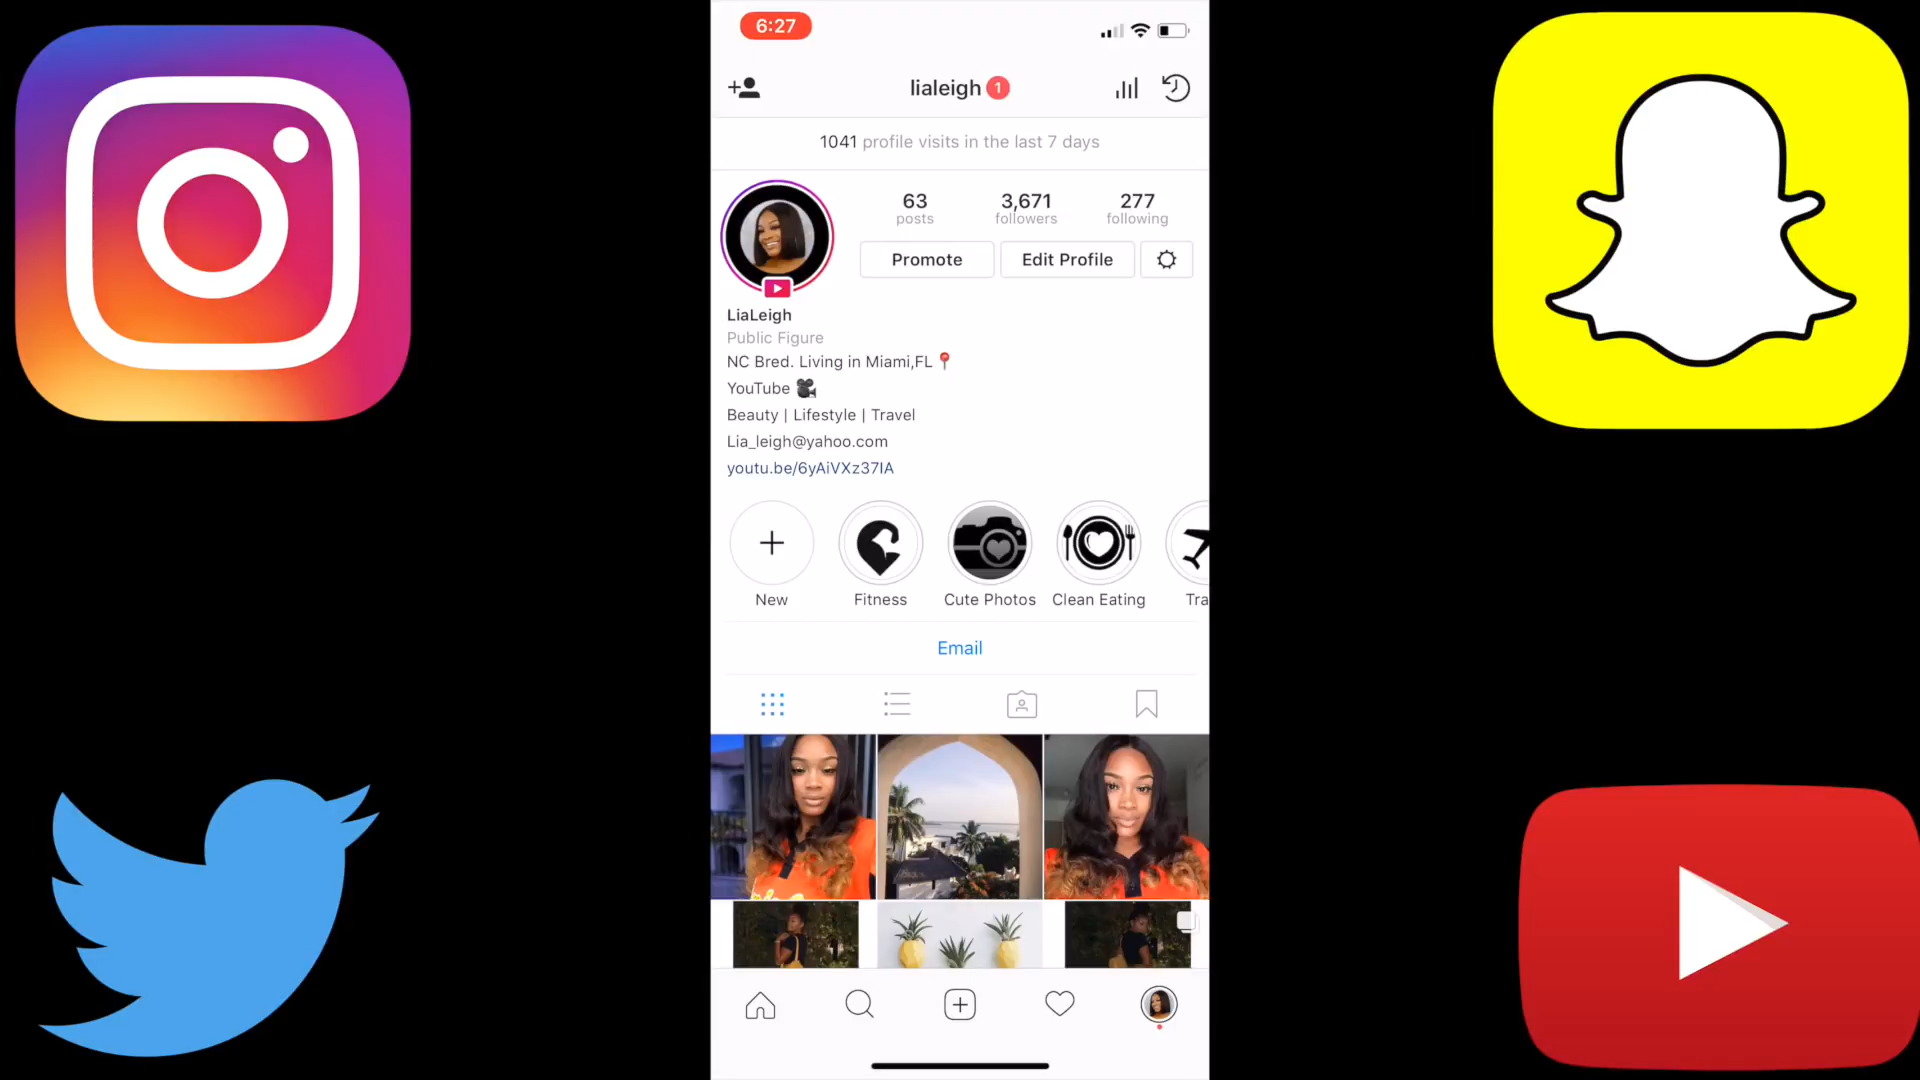 6:27
lialeigh 1
1041 profile visits in the last 7 days
63 3,671 277
posts followers following
Promote Edit Profile
LiaLeigh
Public Figure
NC Bred. Living in Miami,FL📍
YouTube 🎥
Beauty | Lifestyle | Travel
Lia_leigh@yahoo.com
youtu.be/6yAiVXz37IA
New Fitness Cute Photos Clean Eating Tra
Email